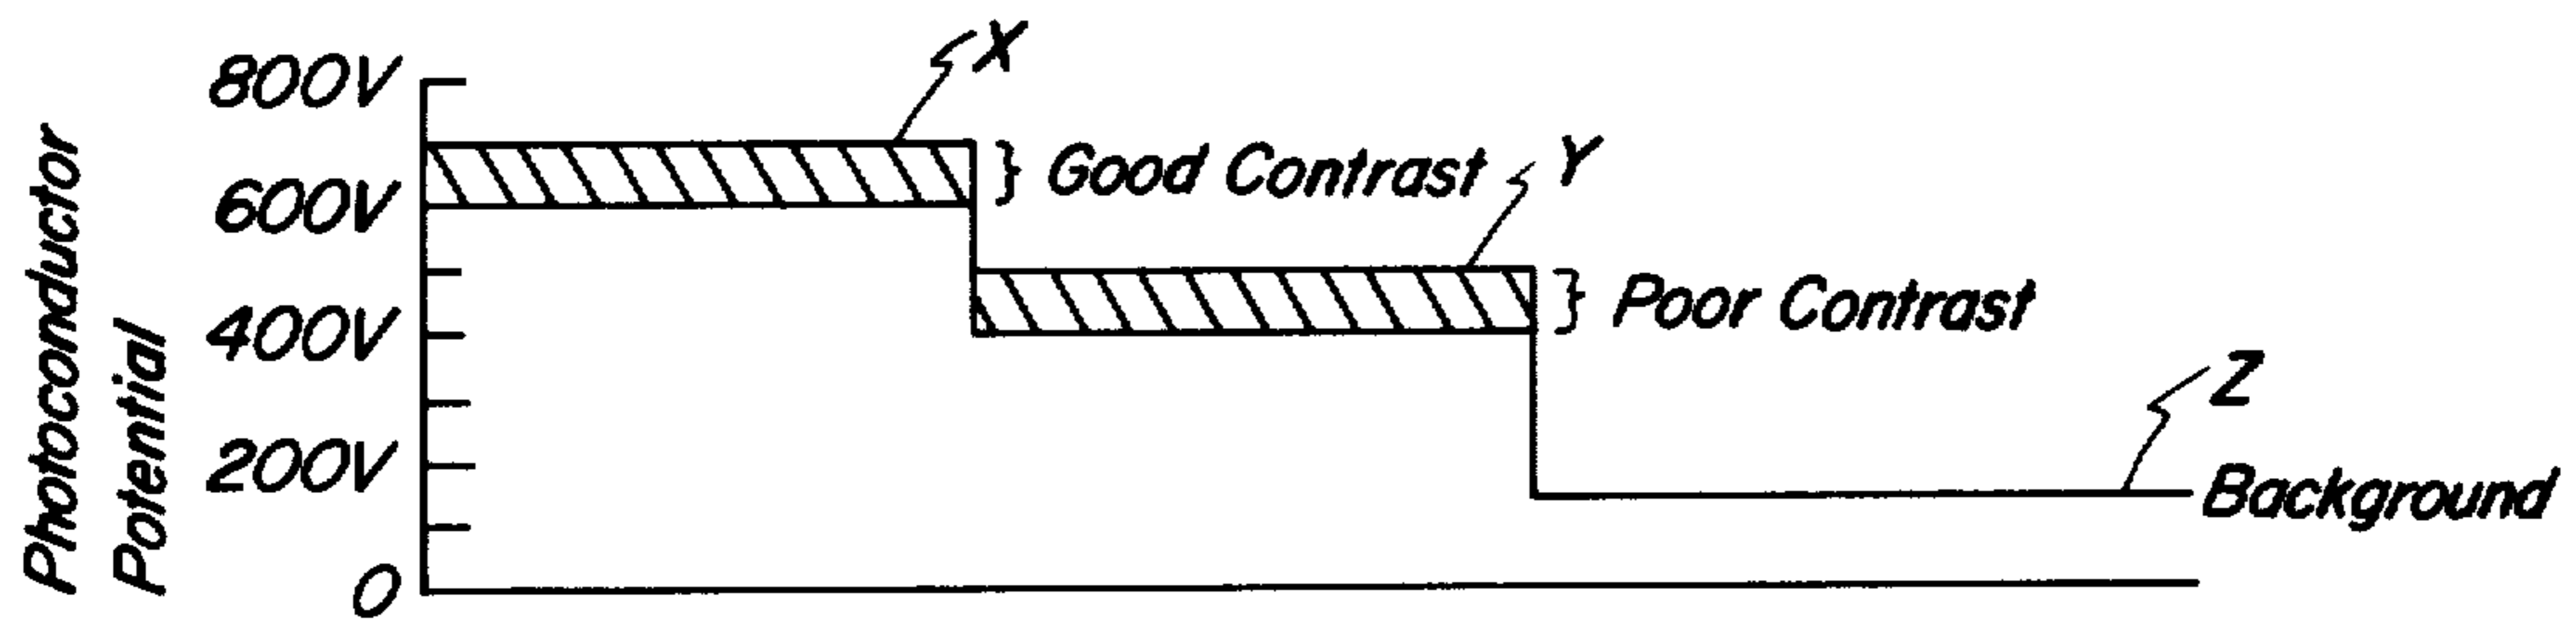 Photoconductor
Potential
800V
600V
400V
200V
0
X
} Good Contrast
Y
} Poor Contrast
Z
Background